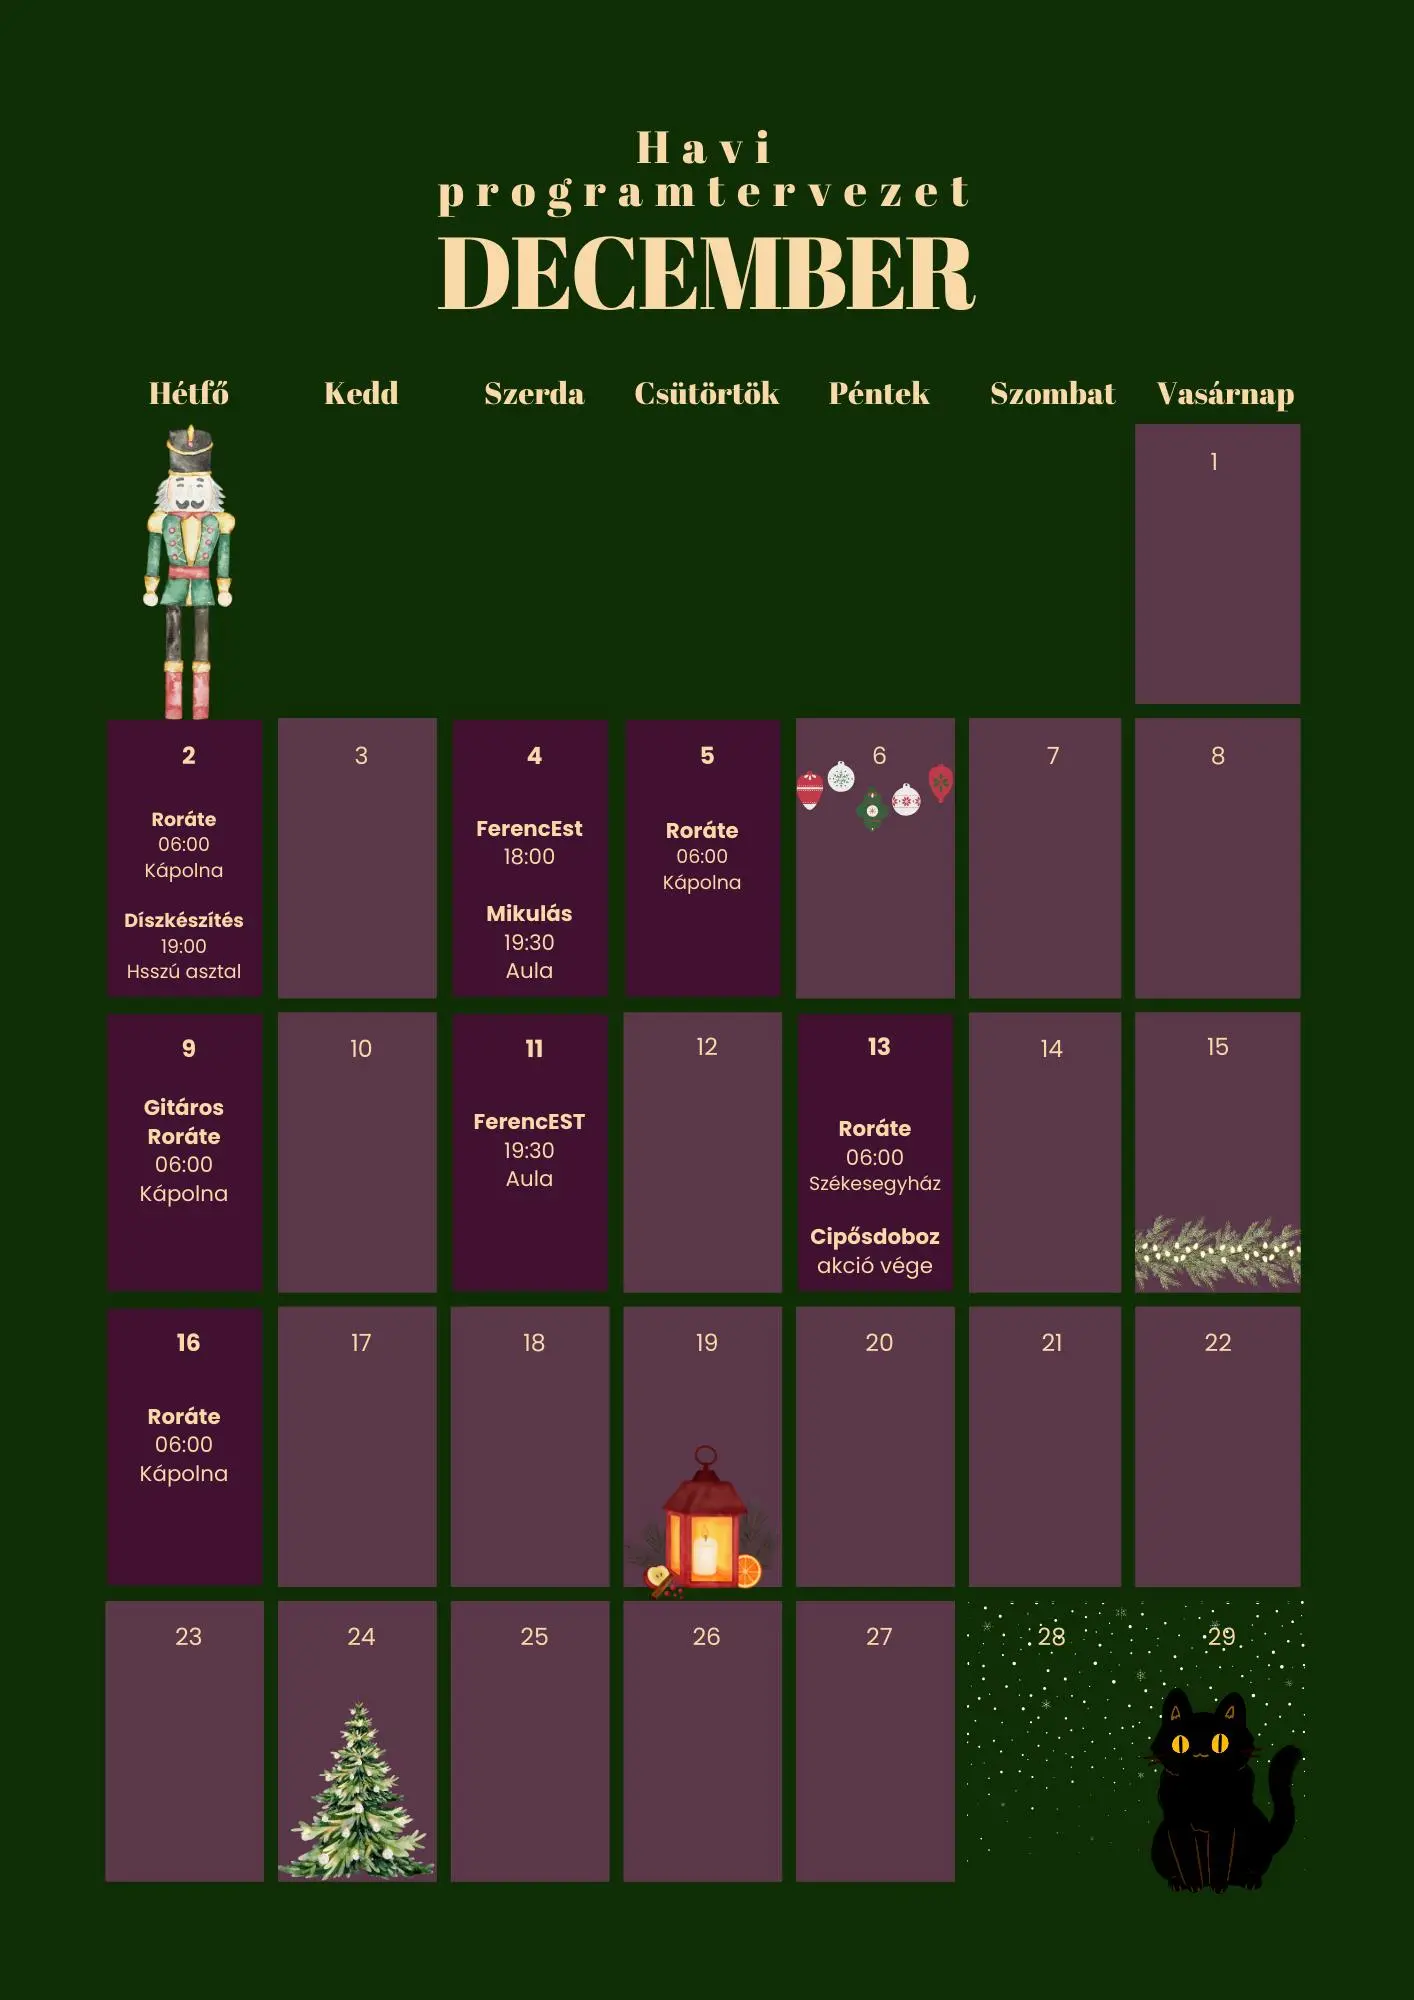 Havi
programtervezet
DECEMBER
Hétfő Kedd Szerda Csütörtök Péntek Szombat Vasárnap
1
2
Roráte
06:00
Kápolna
Díszkészítés
19:00
Hsszú asztal
3
4
FerencEst
18:00
Mikulás
19:30
Aula
5
Roráte
06:00
Kápolna
6
7
8
9
Gitáros
Roráte
06:00
Kápolna
10
11
FerencEST
19:30
Aula
12
13
Roráte
06:00
Székesegyház
Cipősdoboz
akció vége
14
15
16
Roráte
06:00
Kápolna
17
18
19
20
21
22
23
24
25
26
27
28
29